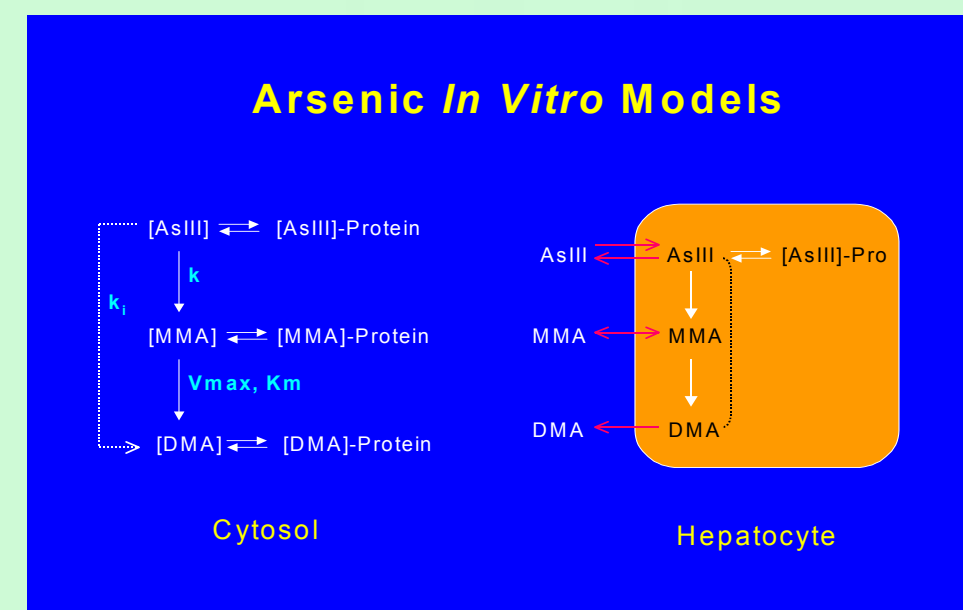 Arsenic In Vitro Models
[AsIII] [AsIII]-Protein
k
ki
[MMA] [MMA]-Protein
Vmax, Km
[DMA] [DMA]-Protein
Cytosol
AsIII AsIII [AsIII]-Pro
MMA MMA
DMA DMA
Hepatocyte